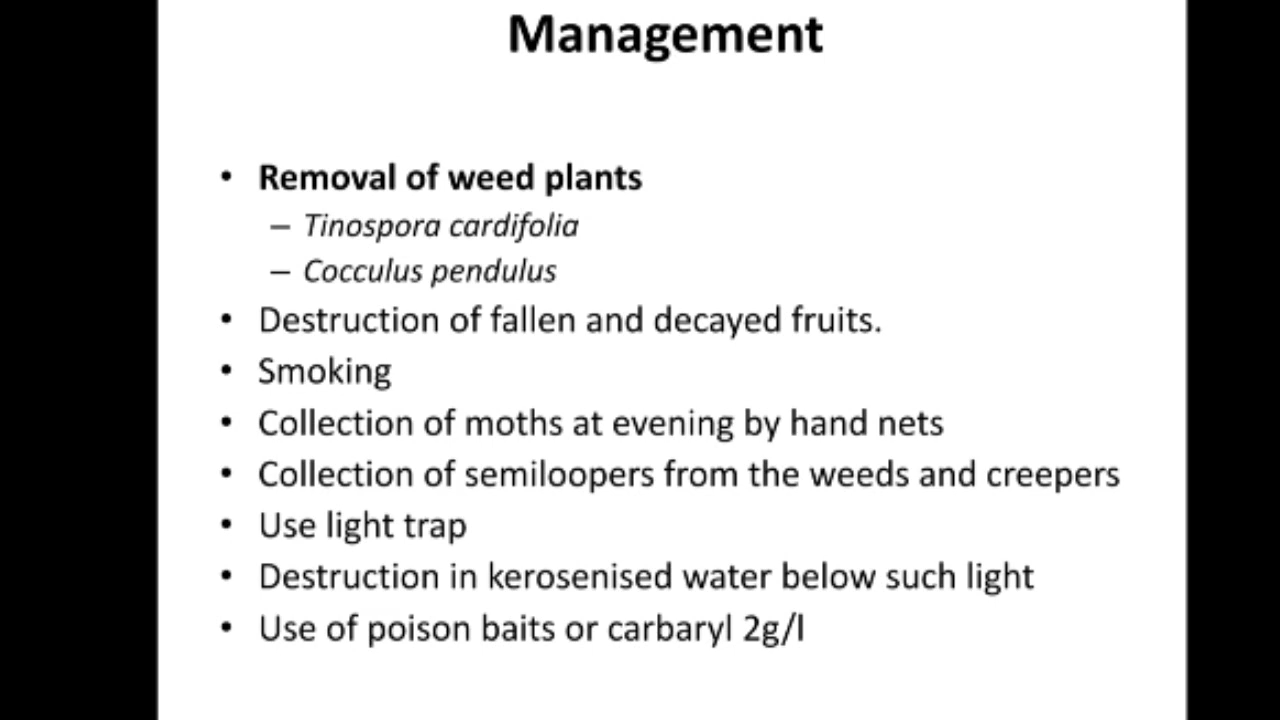 Management
• Removal of weed plants
– Tinospora cardifolia
– Cocculus pendulus
• Destruction of fallen and decayed fruits.
• Smoking
• Collection of moths at evening by hand nets
• Collection of semiloopers from the weeds and creepers
• Use light trap
• Destruction in kerosenised water below such light
• Use of poison baits or carbaryl 2g/l